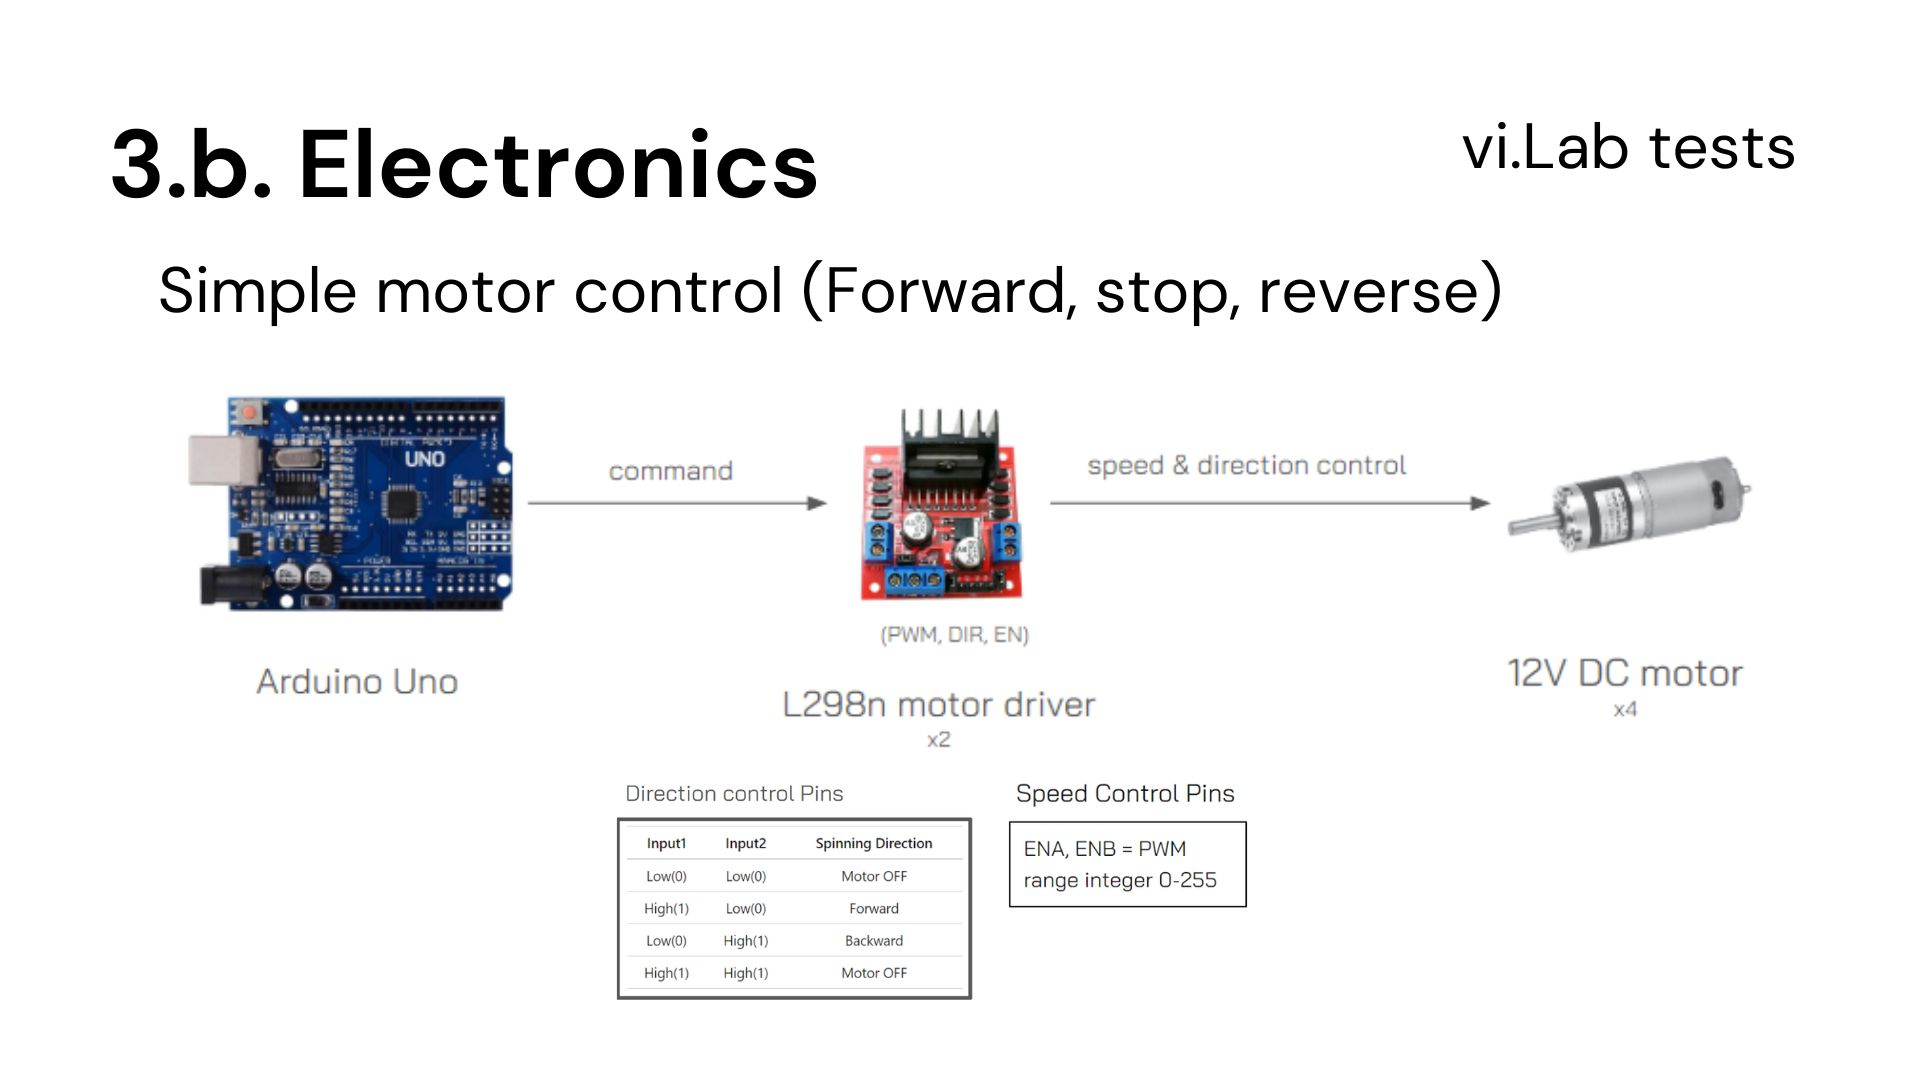 3.b. Electronics
vi.Lab tests
Simple motor control (Forward, stop, reverse)
UNO
POWER
command
speed & direction control
(PWM, DIR, EN)
Arduino Uno
L298n motor driver
x2
12V DC motor
x4
Direction control Pins
Input1 Input2 Spinning Direction
Low(0) Low(0) Motor OFF
High(1) Low(0) Forward
Low(0) High(1) Backward
High(1) High(1) Motor OFF
Speed Control Pins
ENA, ENB = PWM
range integer 0-255